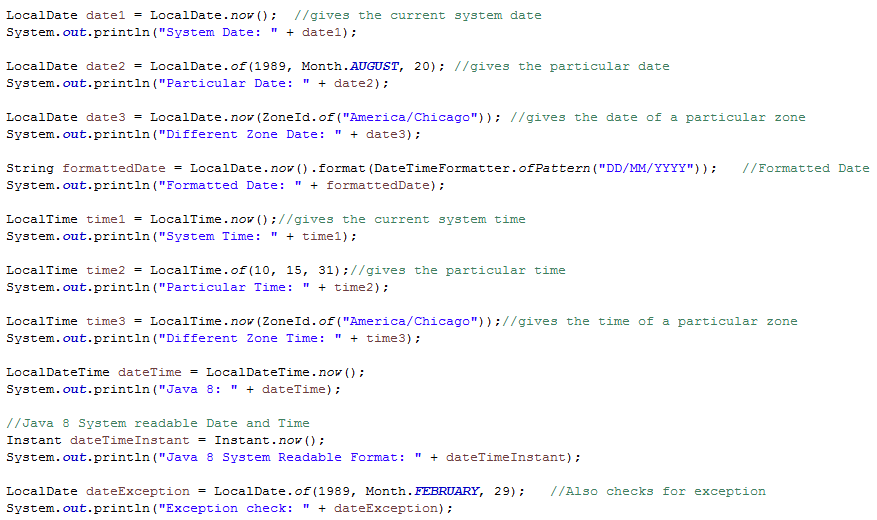 LocalDate date1 = LocalDate.now();  //gives the current system date
System.out.println("System Date: " + date1);
LocalDate date2 = LocalDate.of(1989, Month.AUGUST, 20); //gives the particular date
System.out.println("Particular Date: " + date2);
LocalDate date3 = LocalDate.now(ZoneId.of("America/Chicago")); //gives the date of a particular zone
System.out.println("Different Zone Date: " + date3);
String formattedDate = LocalDate.now().format(DateTimeFormatter.ofPattern("DD/MM/YYYY"));   //Formatted Date
System.out.println("Formatted Date: " + formattedDate);
LocalTime time1 = LocalTime.now();//gives the current system time
System.out.println("System Time: " + time1);
LocalTime time2 = LocalTime.of(10, 15, 31);//gives the particular time
System.out.println("Particular Time: " + time2);
LocalTime time3 = LocalTime.now(ZoneId.of("America/Chicago"));//gives the time of a particular zone
System.out.println("Different Zone Time: " + time3);
LocalDateTime dateTime = LocalDateTime.now();
System.out.println("Java 8: " + dateTime);
//Java 8 System readable Date and Time
Instant dateTimeInstant = Instant.now();
System.out.println("Java 8 System Readable Format: " + dateTimeInstant);
LocalDate dateException = LocalDate.of(1989, Month.FEBRUARY, 29);   //Also checks for exception
System.out.println("Exception check: " + dateException);